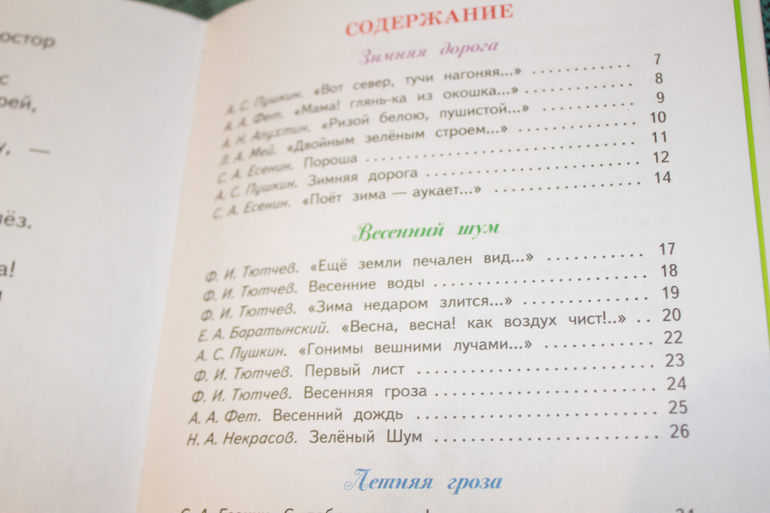 остор
с
рей,
у, —
лёз.
а!
СОДЕРЖАНИЕ
Зимняя дорога
А. С. Пушкин. «Вот север, тучи нагоняя...» ........... 7
А. А. Фет. «Мама! глянь-ка из окошка...» ........... 8
А. Н. Апухтин. «Ризой белою, пушистой...» ........... 9
Л. А. Мей. «Двойным зелёным строем...» ........... 10
С. А. Есенин. Пороша ........... 11
А. С. Пушкин. Зимняя дорога ........... 12
С. А. Есенин. «Поёт зима — аукает...» ........... 14
Весенний шум
Ф. И. Тютчев. «Ещё земли печален вид...» ........... 17
Ф. И. Тютчев. Весенние воды ........... 18
Ф. И. Тютчев. «Зима недаром злится...» ........... 19
Е. А. Баратынский. «Весна, весна! как воздух чист!..» .. 20
А. С. Пушкин. «Гонимы вешними лучами...» ........... 22
Ф. И. Тютчев. Первый лист ........... 23
Ф. И. Тютчев. Весенняя гроза ........... 24
А. А. Фет. Весенний дождь ........... 25
Н. А. Некрасов. Зелёный Шум ........... 26
Летняя гроза